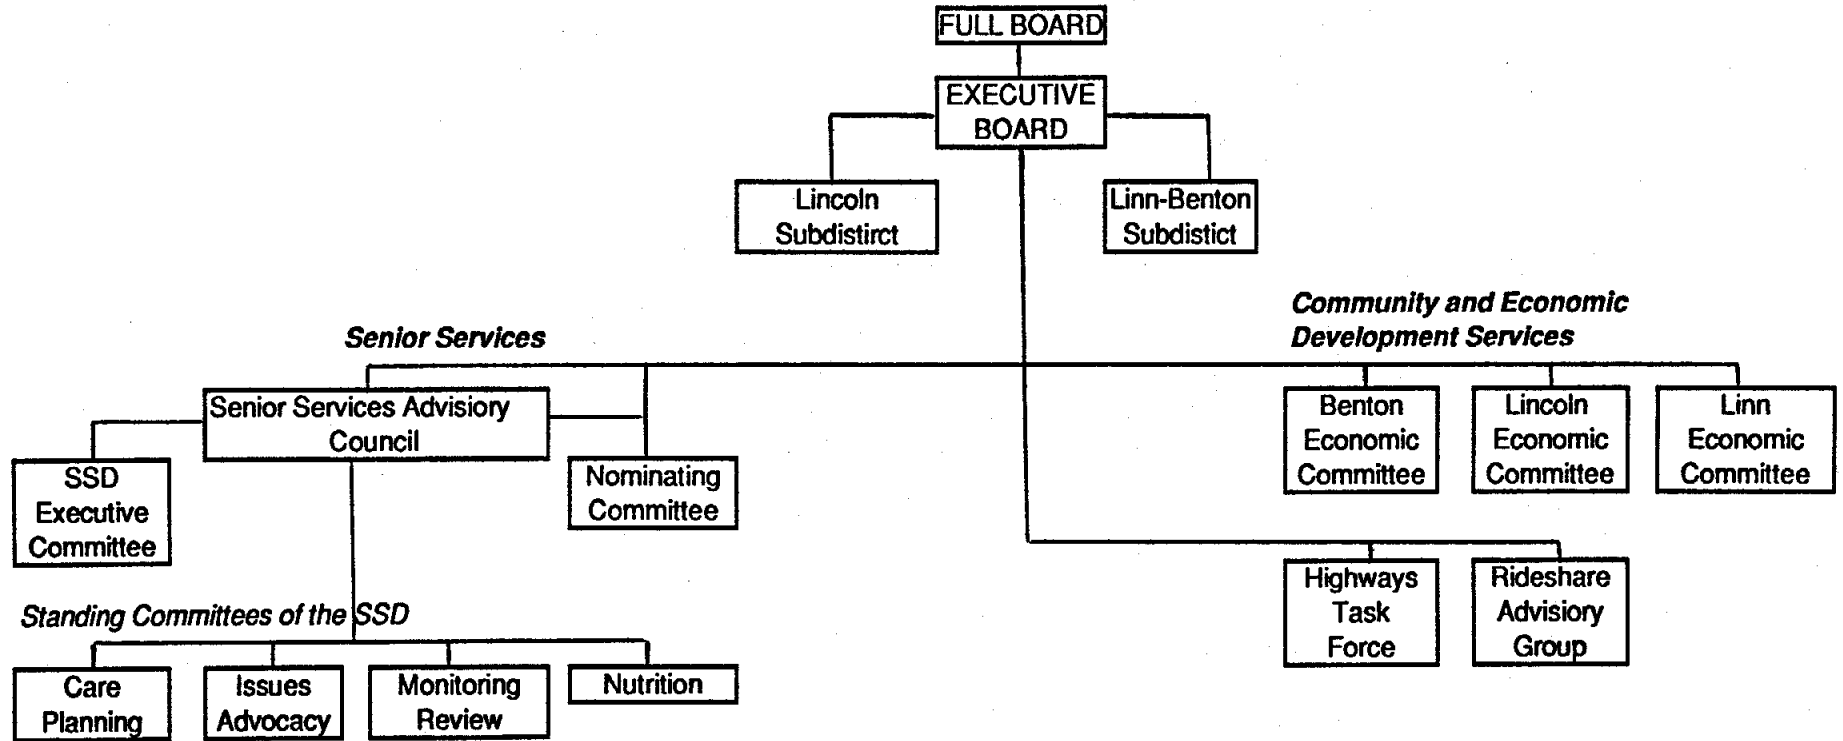 FULL BOARD
EXECUTIVE
BOARD
Lincoln
Subdistirct
Linn-Benton
Subdistict
Senior Services
Community and Economic
Development Services
Senior Services Advisiory
Council
SSD
Executive
Committee
Nominating
Committee
Benton
Economic
Committee
Lincoln
Economic
Committee
Linn
Economic
Committee
Highways
Task
Force
Rideshare
Advisiory
Group
Standing Committees of the SSD
Care
Planning
Issues
Advocacy
Monitoring
Review
Nutrition